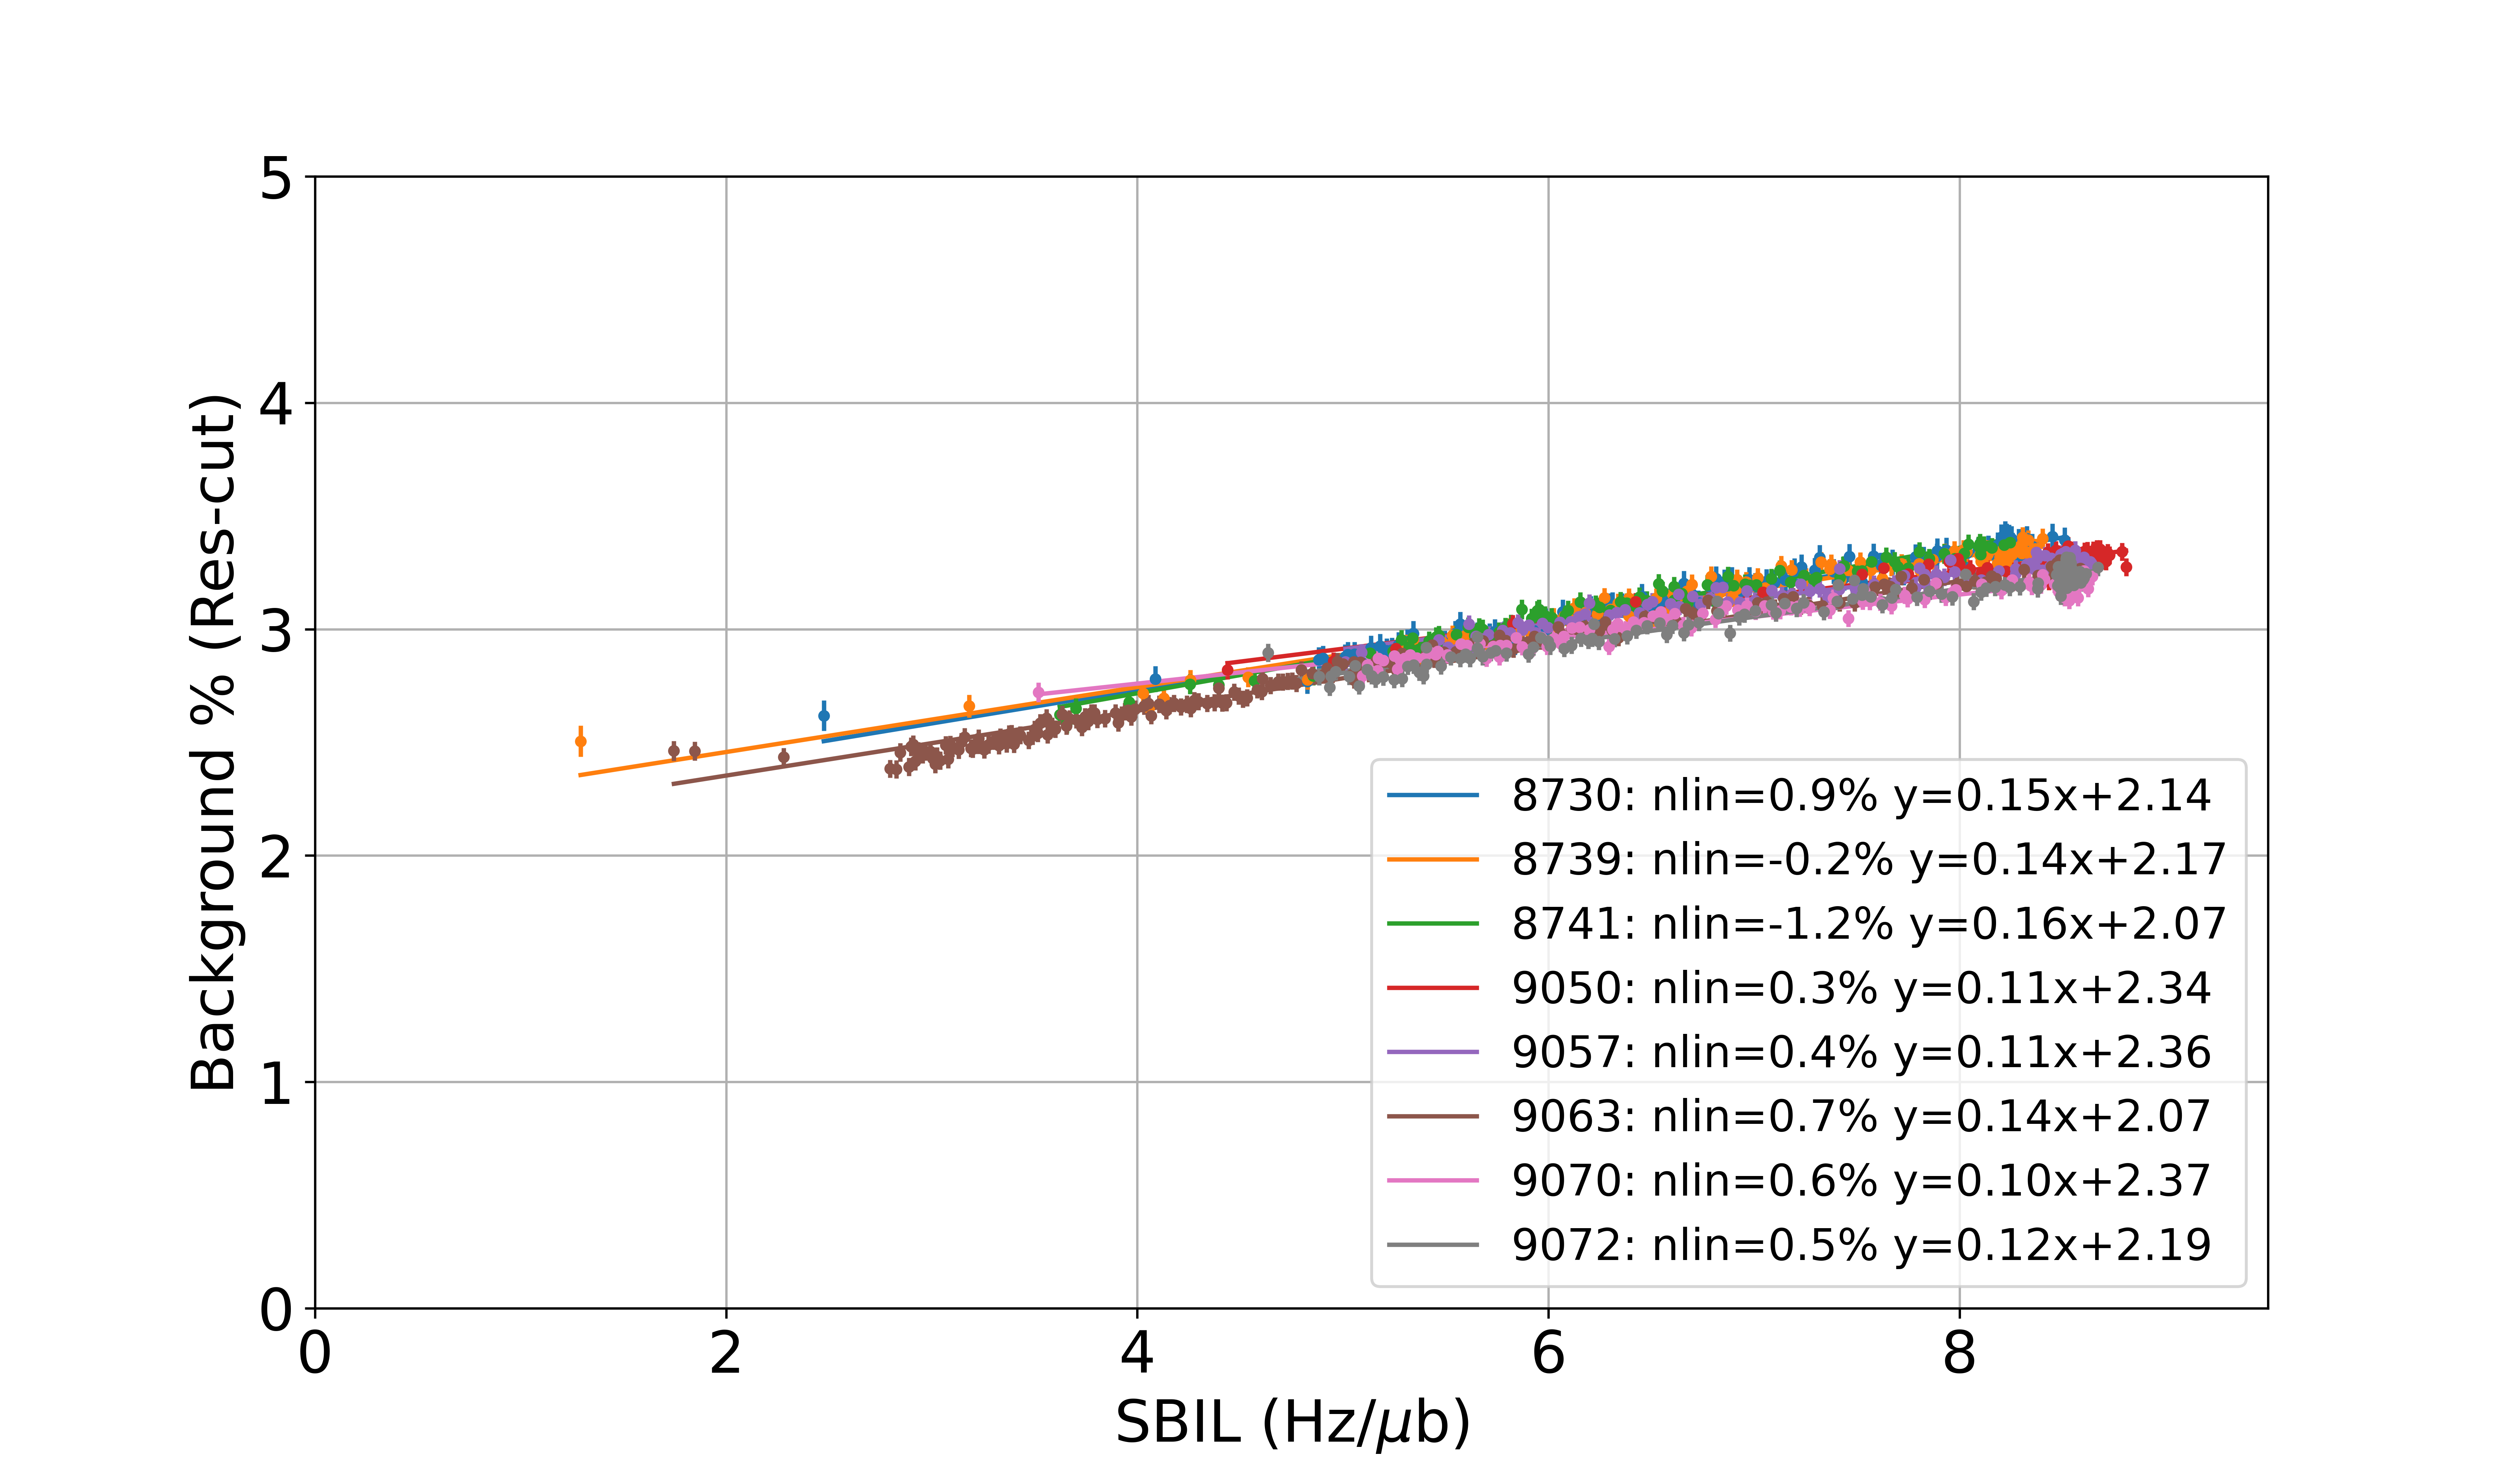 Background % (Res-cut)
5
4
3
2
1
0
8730: nlin=0.9% y=0.15x+2.14
8739: nlin=-0.2% y=0.14x+2.17
8741: nlin=-1.2% y=0.16x+2.07
9050: nlin=0.3% y=0.11x+2.34
9057: nlin=0.4% y=0.11x+2.36
9063: nlin=0.7% y=0.14x+2.07
9070: nlin=0.6% y=0.10x+2.37
9072: nlin=0.5% y=0.12x+2.19
0 2 4 6 8
SBIL (Hz/μb)